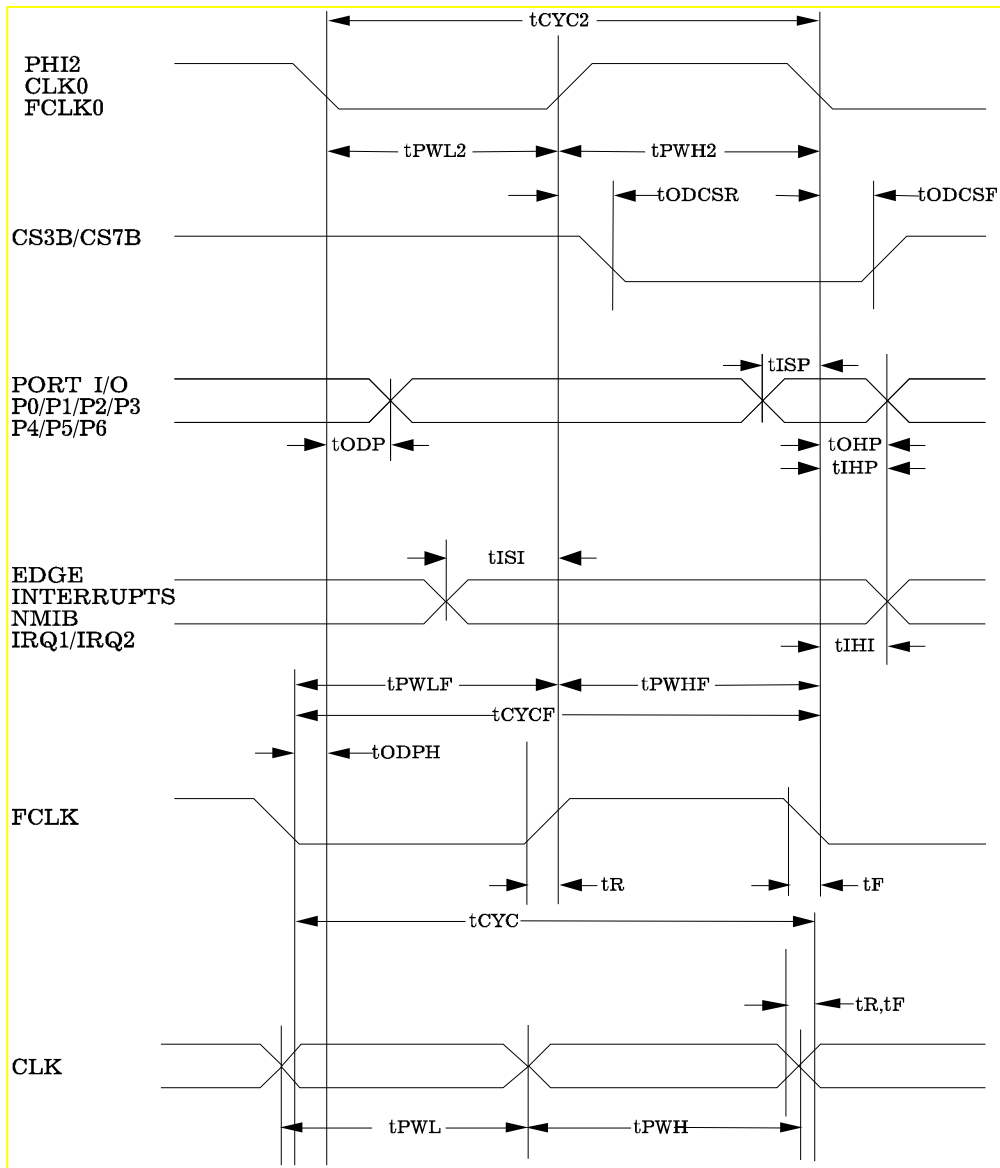 tCYC2
PHI2
CLK0
FCLK0
tPWL2
tPWH2
tODCSR
tODCSF
CS3B/CS7B
tISP
PORT I/O
P0/P1/P2/P3
P4/P5/P6
tODP
tOHP
tIHP
tISI
EDGE
INTERRUPTS
NMIB
IRQ1/IRQ2
tIHI
tPWLF
tPWHF
tCYCF
tODPH
FCLK
tR
tF
tCYC
tR,tF
CLK
tPWL
tPWH